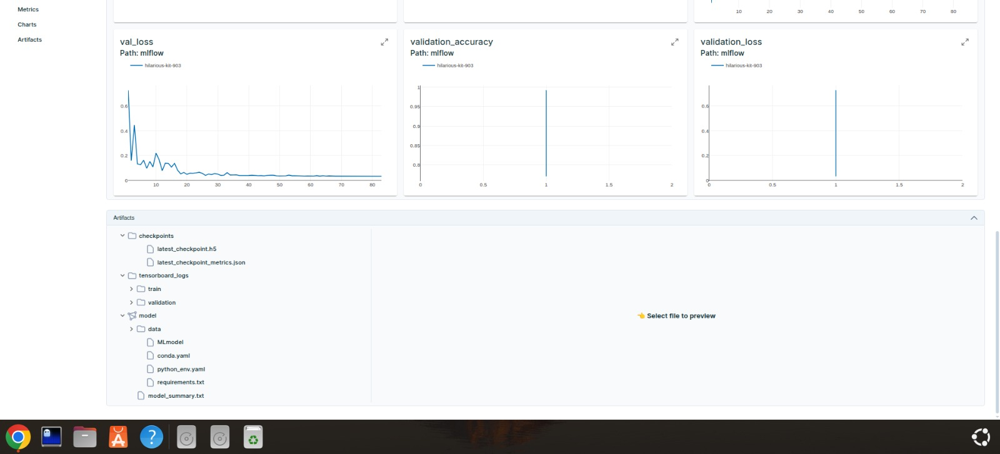 Metrics
Charts
Artifacts
10 20 30 40 50 60 70 80
val_loss
Path: mlflow
hilarious-kit-903
0.6
0.4
0.2
0
10 20 30 40 50 60 70 80
validation_accuracy
Path: mlflow
hilarious-kit-903
1
0.95
0.9
0.85
0.8
0 0.5 1 1.5 2
validation_loss
Path: mlflow
hilarious-kit-903
0.6
0.4
0.2
0
0 0.5 1 1.5 2
Artifacts
checkpoints
latest_checkpoint.h5
latest_checkpoint_metrics.json
tensorboard_logs
train
validation
model
data
MLmodel
conda.yaml
python_env.yaml
requirements.txt
model_summary.txt
Select file to preview